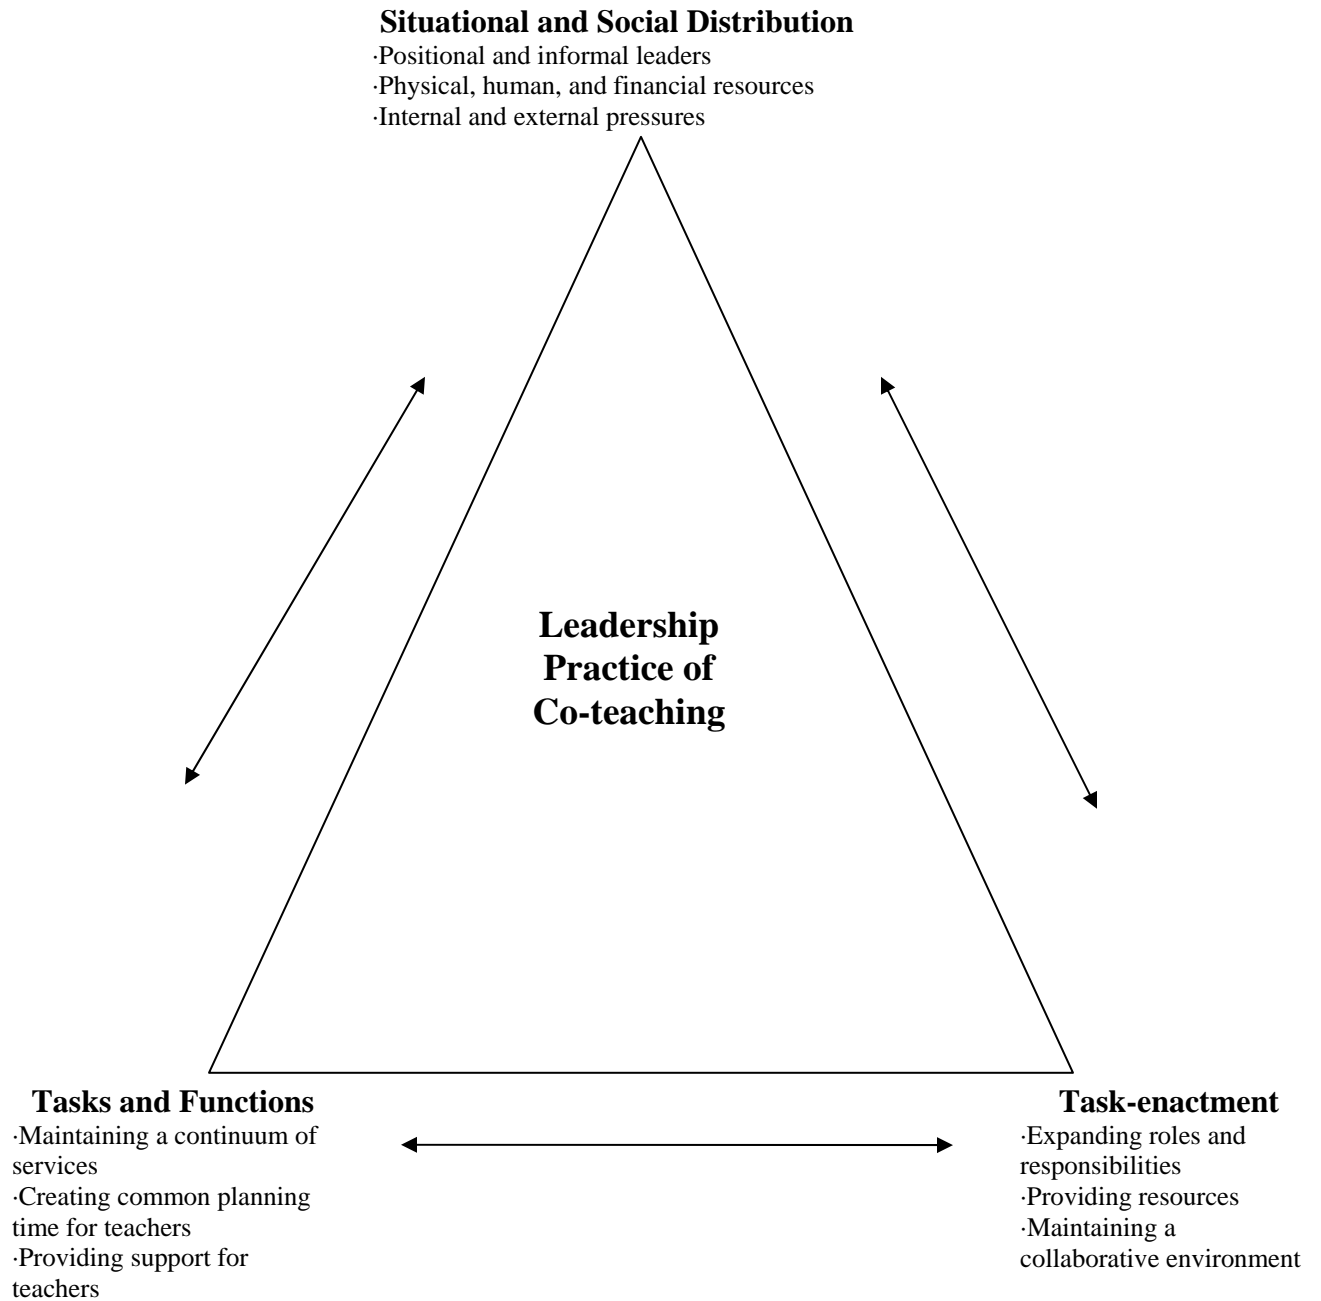 Situational and Social Distribution
·Positional and informal leaders
·Physical, human, and financial resources
·Internal and external pressures
Leadership
Practice of
Co-teaching
Tasks and Functions
·Maintaining a continuum of
services
·Creating common planning
time for teachers
·Providing support for
teachers
Task-enactment
·Expanding roles and
responsibilities
·Providing resources
·Maintaining a
collaborative environment